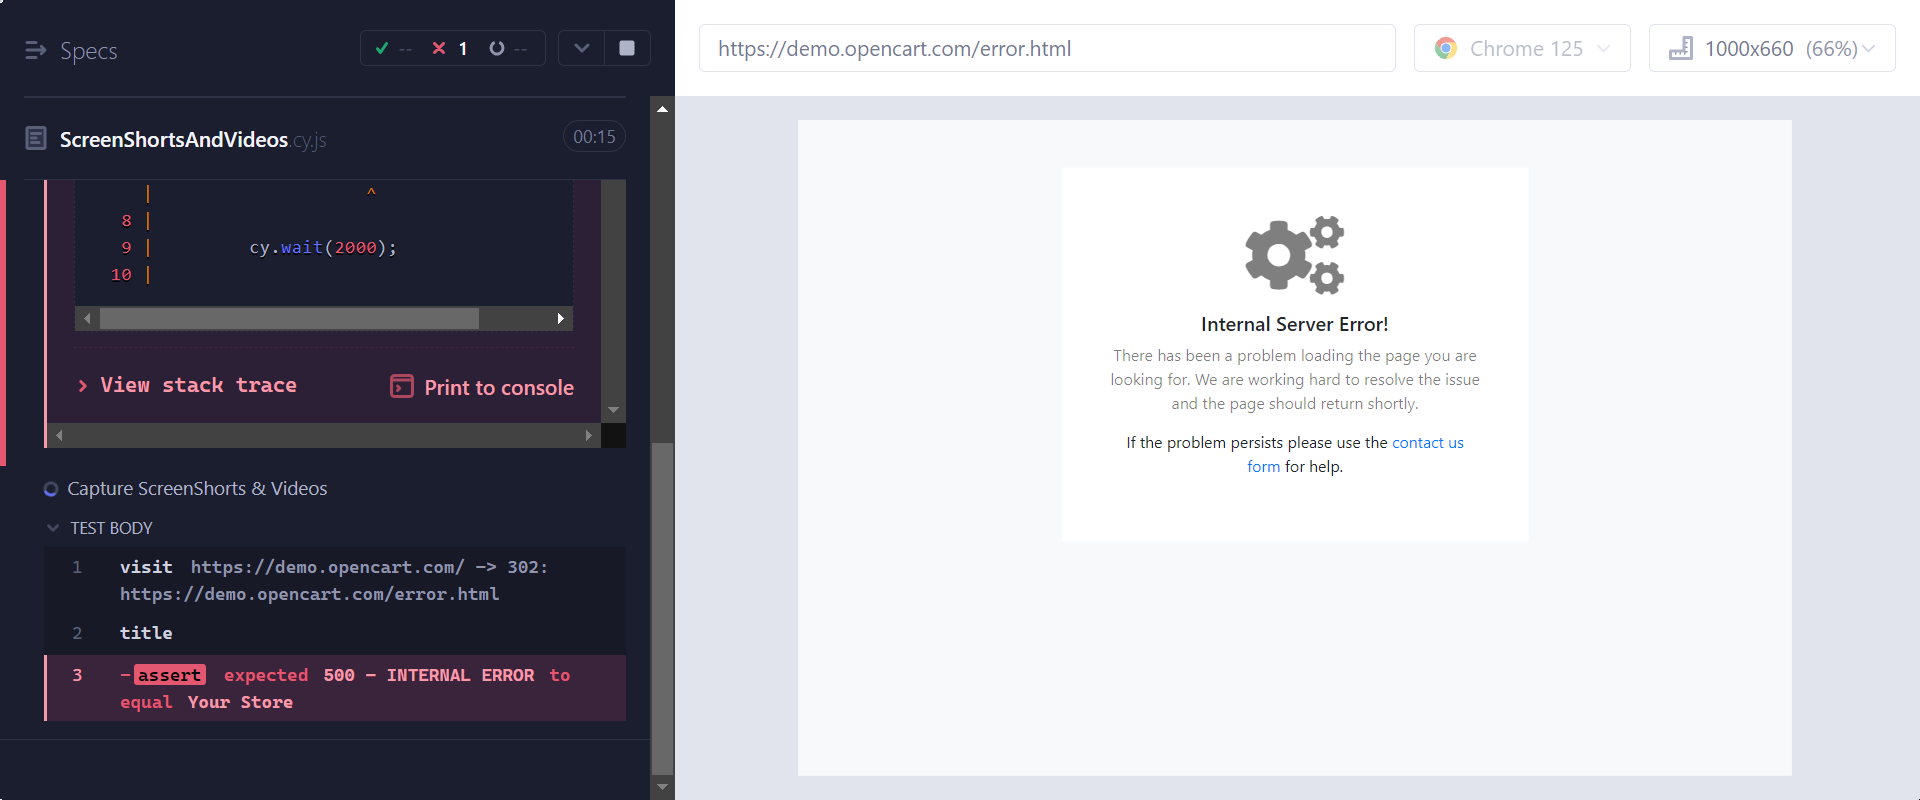 Specs
-- 1 --
ScreenShortsAndVideos.cy.js
00:15
| ^
8 |
9 | cy.wait(2000);
10 |
View stack trace
Print to console
Capture ScreenShorts & Videos
TEST BODY
1 visit https://demo.opencart.com/ -> 302:
https://demo.opencart.com/error.html
2 title
3 -assert expected 500 - INTERNAL ERROR to
equal Your Store
https://demo.opencart.com/error.html
Chrome 125
1000x660 (66%)
Internal Server Error!
There has been a problem loading the page you are
looking for. We are working hard to resolve the issue
and the page should return shortly.
If the problem persists please use the contact us
form for help.